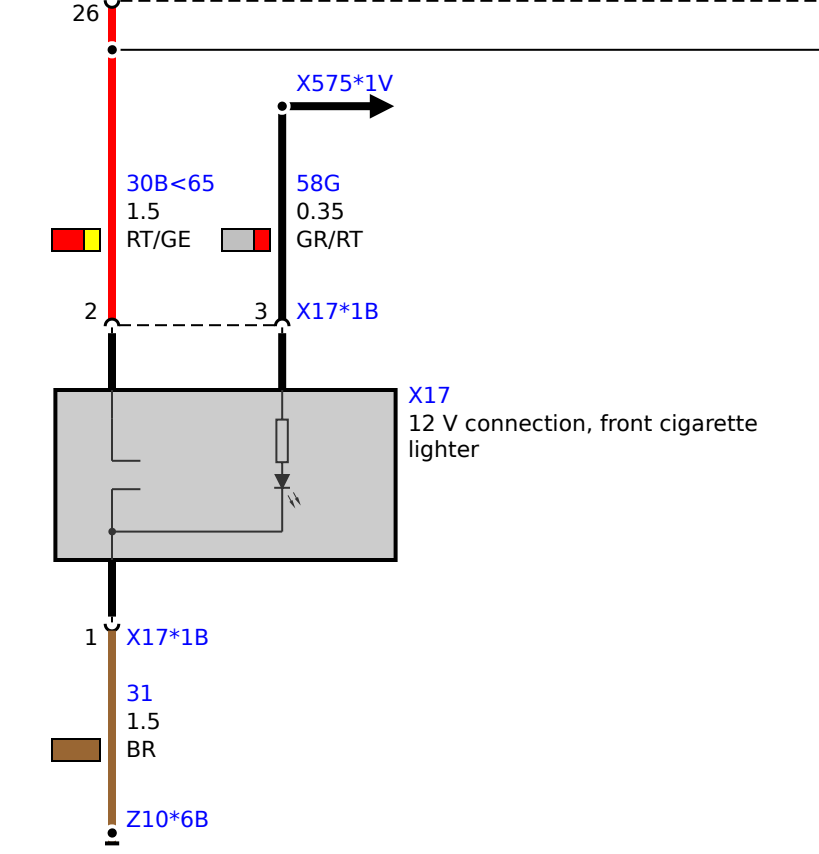 26
X575*1V
30B<65
1.5
RT/GE
58G
0.35
GR/RT
2
3
X17*1B
X17
12 V connection, front cigarette
lighter
1
X17*1B
31
1.5
BR
Z10*6B